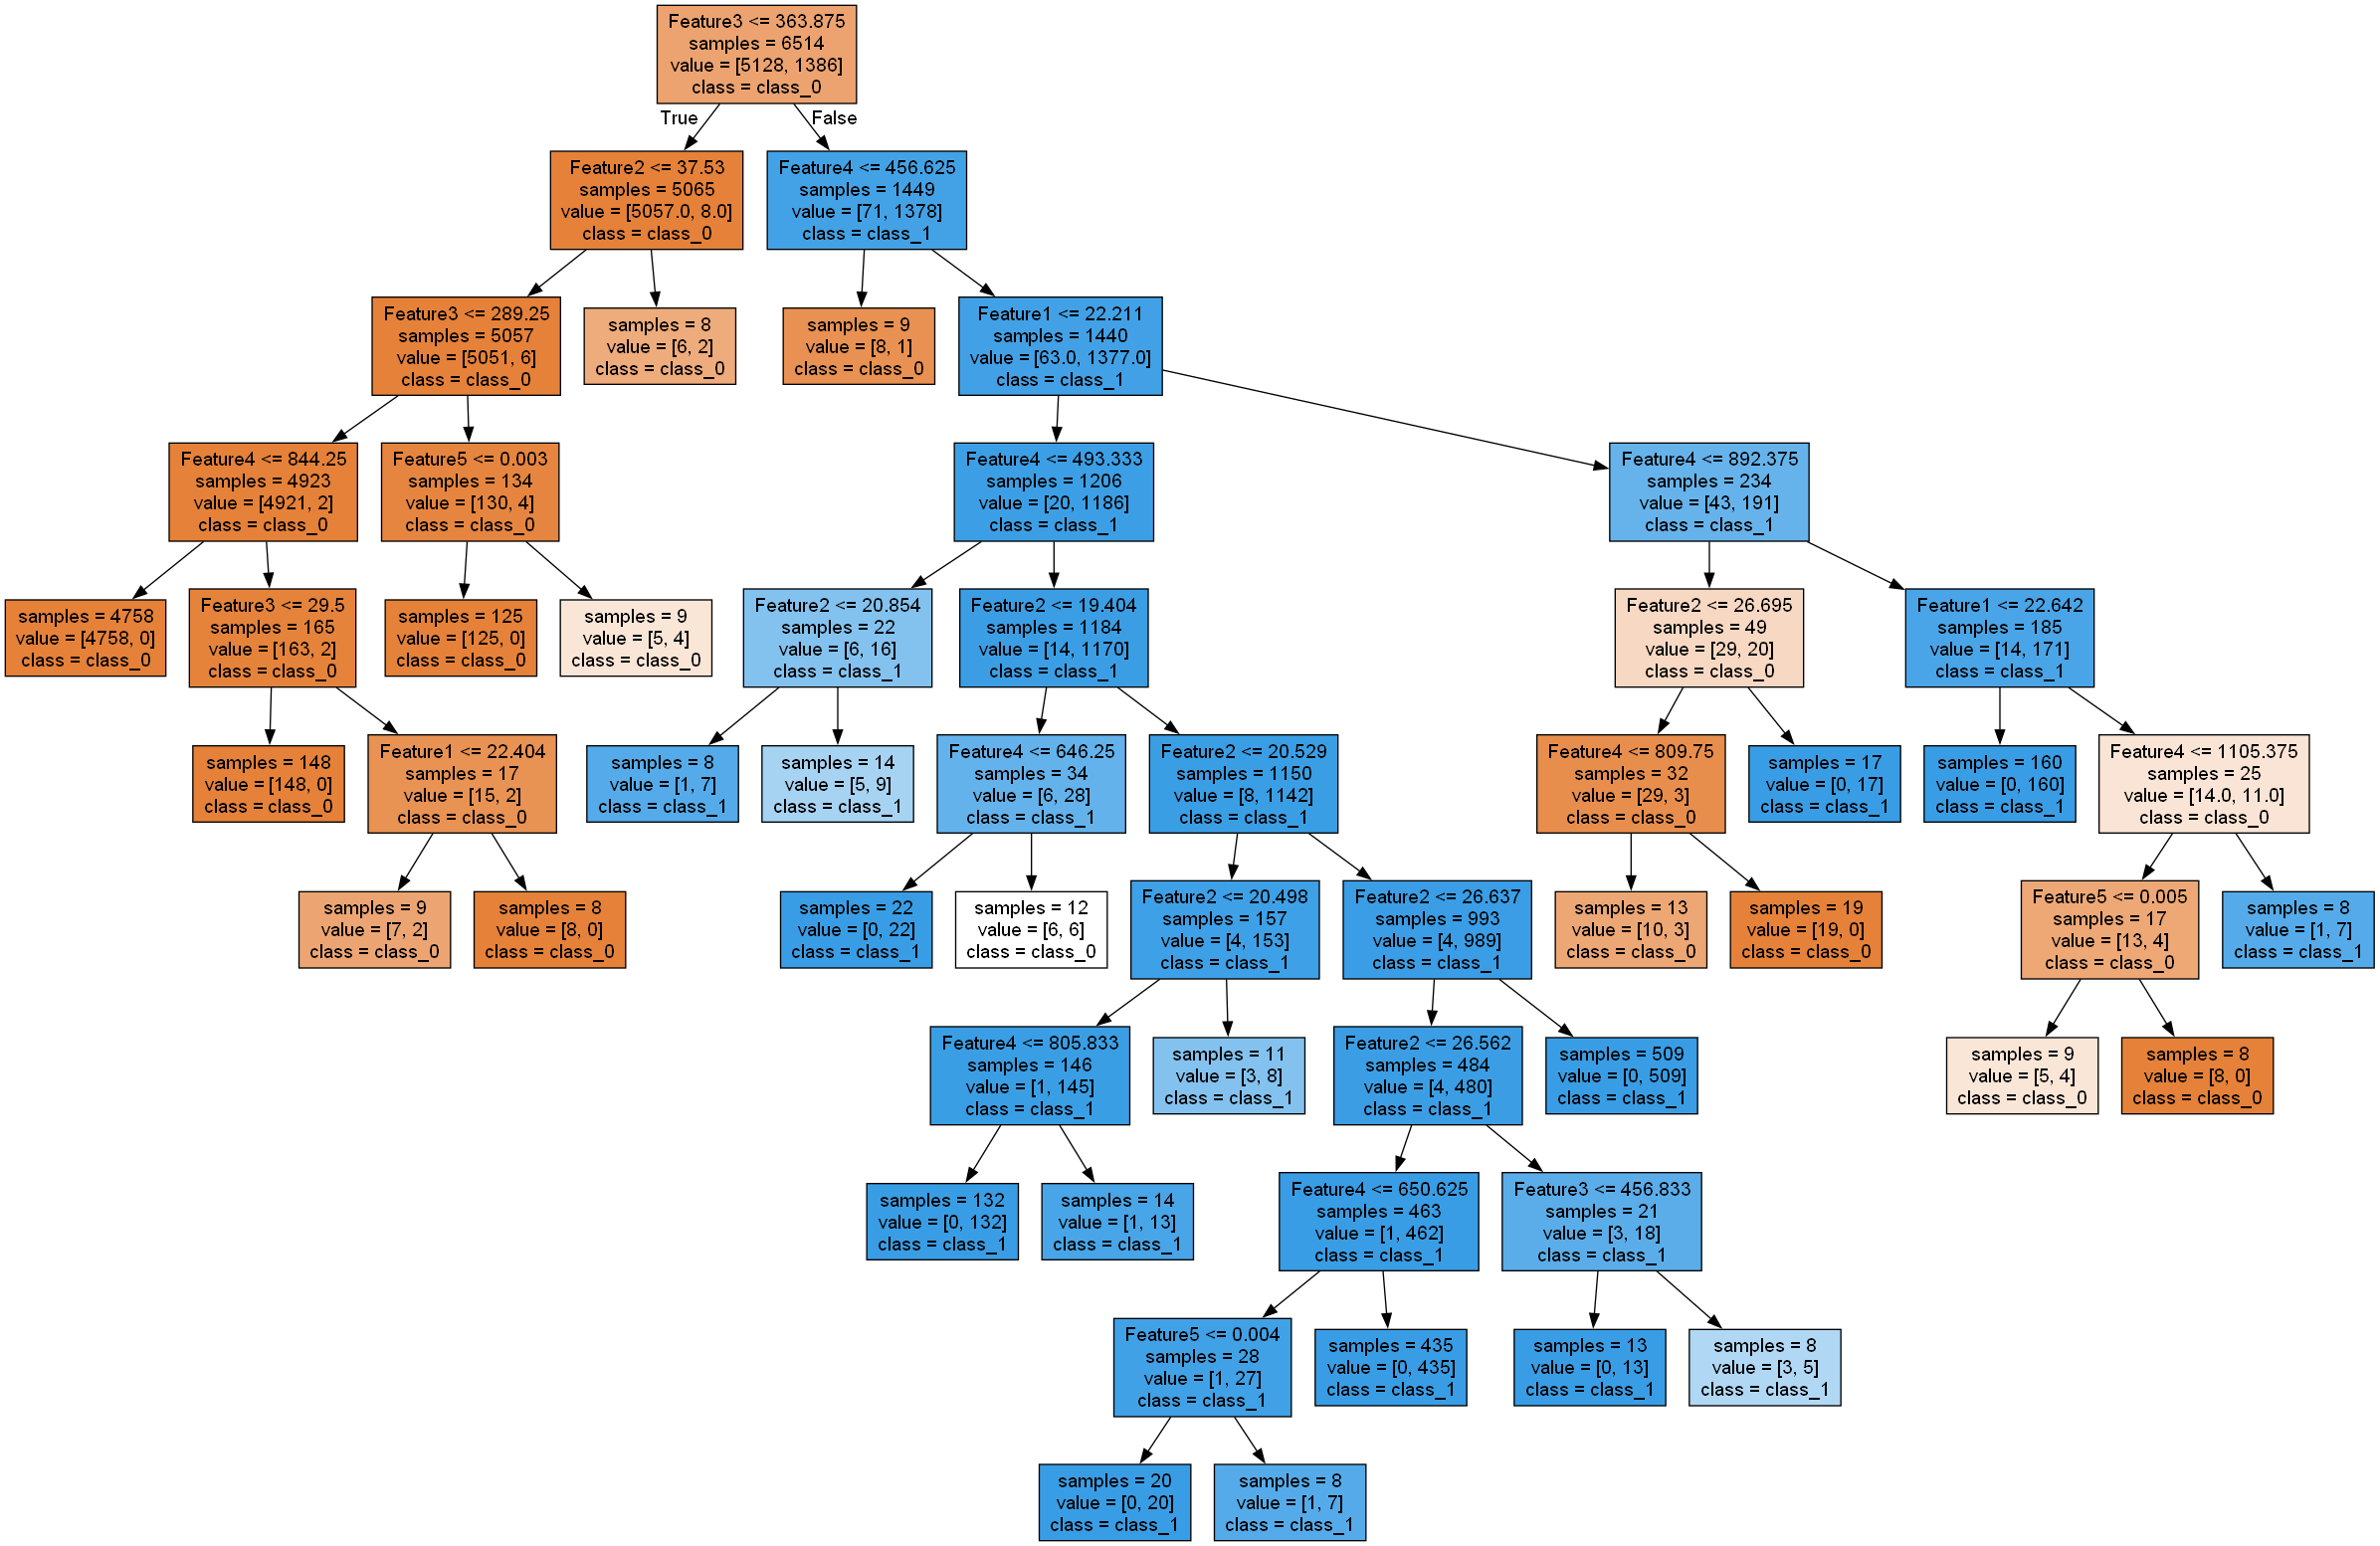 Feature3 <= 363.875
samples = 6514
value = [5128, 1386]
class = class_0
True
False
Feature2 <= 37.53
samples = 5065
value = [5057.0, 8.0]
class = class_0
Feature4 <= 456.625
samples = 1449
value = [71, 1378]
class = class_1
Feature3 <= 289.25
samples = 5057
value = [5051, 6]
class = class_0
samples = 8
value = [6, 2]
class = class_0
samples = 9
value = [8, 1]
class = class_0
Feature1 <= 22.211
samples = 1440
value = [63.0, 1377.0]
class = class_1
Feature4 <= 844.25
samples = 4923
value = [4921, 2]
class = class_0
Feature5 <= 0.003
samples = 134
value = [130, 4]
class = class_0
Feature4 <= 493.333
samples = 1206
value = [20, 1186]
class = class_1
Feature4 <= 892.375
samples = 234
value = [43, 191]
class = class_1
samples = 4758
value = [4758, 0]
class = class_0
Feature3 <= 29.5
samples = 165
value = [163, 2]
class = class_0
samples = 125
value = [125, 0]
class = class_0
samples = 9
value = [5, 4]
class = class_0
Feature2 <= 20.854
samples = 22
value = [6, 16]
class = class_1
Feature2 <= 19.404
samples = 1184
value = [14, 1170]
class = class_1
Feature2 <= 26.695
samples = 49
value = [29, 20]
class = class_0
Feature1 <= 22.642
samples = 185
value = [14, 171]
class = class_1
samples = 148
value = [148, 0]
class = class_0
Feature1 <= 22.404
samples = 17
value = [15, 2]
class = class_0
samples = 8
value = [1, 7]
class = class_1
samples = 14
value = [5, 9]
class = class_1
Feature4 <= 646.25
samples = 34
value = [6, 28]
class = class_1
Feature2 <= 20.529
samples = 1150
value = [8, 1142]
class = class_1
Feature4 <= 809.75
samples = 32
value = [29, 3]
class = class_0
samples = 17
value = [0, 17]
class = class_1
samples = 160
value = [0, 160]
class = class_1
Feature4 <= 1105.375
samples = 25
value = [14.0, 11.0]
class = class_0
samples = 9
value = [7, 2]
class = class_0
samples = 8
value = [8, 0]
class = class_0
samples = 22
value = [0, 22]
class = class_1
samples = 12
value = [6, 6]
class = class_0
Feature2 <= 20.498
samples = 157
value = [4, 153]
class = class_1
Feature2 <= 26.637
samples = 993
value = [4, 989]
class = class_1
samples = 13
value = [10, 3]
class = class_0
samples = 19
value = [19, 0]
class = class_0
Feature5 <= 0.005
samples = 17
value = [13, 4]
class = class_0
samples = 8
value = [1, 7]
class = class_1
Feature4 <= 805.833
samples = 146
value = [1, 145]
class = class_1
samples = 11
value = [3, 8]
class = class_1
Feature2 <= 26.562
samples = 484
value = [4, 480]
class = class_1
samples = 509
value = [0, 509]
class = class_1
samples = 9
value = [5, 4]
class = class_0
samples = 8
value = [8, 0]
class = class_0
samples = 132
value = [0, 132]
class = class_1
samples = 14
value = [1, 13]
class = class_1
Feature4 <= 650.625
samples = 463
value = [1, 462]
class = class_1
Feature3 <= 456.833
samples = 21
value = [3, 18]
class = class_1
Feature5 <= 0.004
samples = 28
value = [1, 27]
class = class_1
samples = 435
value = [0, 435]
class = class_1
samples = 13
value = [0, 13]
class = class_1
samples = 8
value = [3, 5]
class = class_1
samples = 20
value = [0, 20]
class = class_1
samples = 8
value = [1, 7]
class = class_1